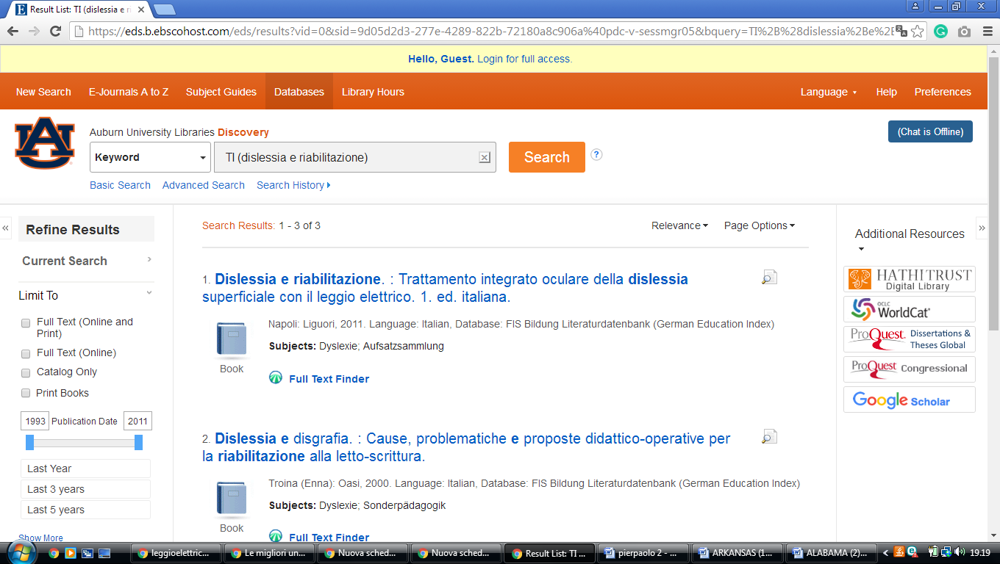 Result List: TI (dislessia e ri
https://eds.b.ebscohost.com/eds/results?vid=0&sid=9d05d2d3-277e-4289-822b-72180a8c906a%40pdc-v-sessmgr05&bquery=TI%2B%28dislessia%2Be%2B
Hello, Guest. Login for full access.
New Search E-Journals A to Z Subject Guides Databases Library Hours Language Help Preferences
Auburn University Libraries Discovery
(Chat is Offline)
Keyword TI (dislessia e riabilitazione) Search ?
Basic Search Advanced Search Search History
Refine Results
Current Search
Limit To
Full Text (Online and Print)
Full Text (Online)
Catalog Only
Print Books
1993 Publication Date 2011
Last Year
Last 3 years
Last 5 years
Show More
Search Results: 1 - 3 of 3 Relevance Page Options
1. Dislessia e riabilitazione. : Trattamento integrato oculare della dislessia
superficiale con il leggio elettrico. 1. ed. italiana.
Napoli: Liguori, 2011. Language: Italian, Database: FIS Bildung Literaturdatenbank (German Education Index)
Subjects: Dyslexie; Aufsatzsammlung
Book
Full Text Finder
2. Dislessia e disgrafia. : Cause, problematiche e proposte didattico-operative per
la riabilitazione alla letto-scrittura.
Troina (Enna): Oasi, 2000. Language: Italian, Database: FIS Bildung Literaturdatenbank (German Education Index)
Subjects: Dyslexie; Sonderpädagogik
Book
Full Text Finder
Additional Resources
HATHITRUST
Digital Library
OCLC
WorldCat
ProQuest Dissertations &
Theses Global
ProQuest Congressional
Google Scholar
leggioelettric... Le migliori un... Nuova sched... Nuova sched... Result List: TI ... pierpaolo 2 - ... ARKANSAS (1... ALABAMA (2)... 19.19